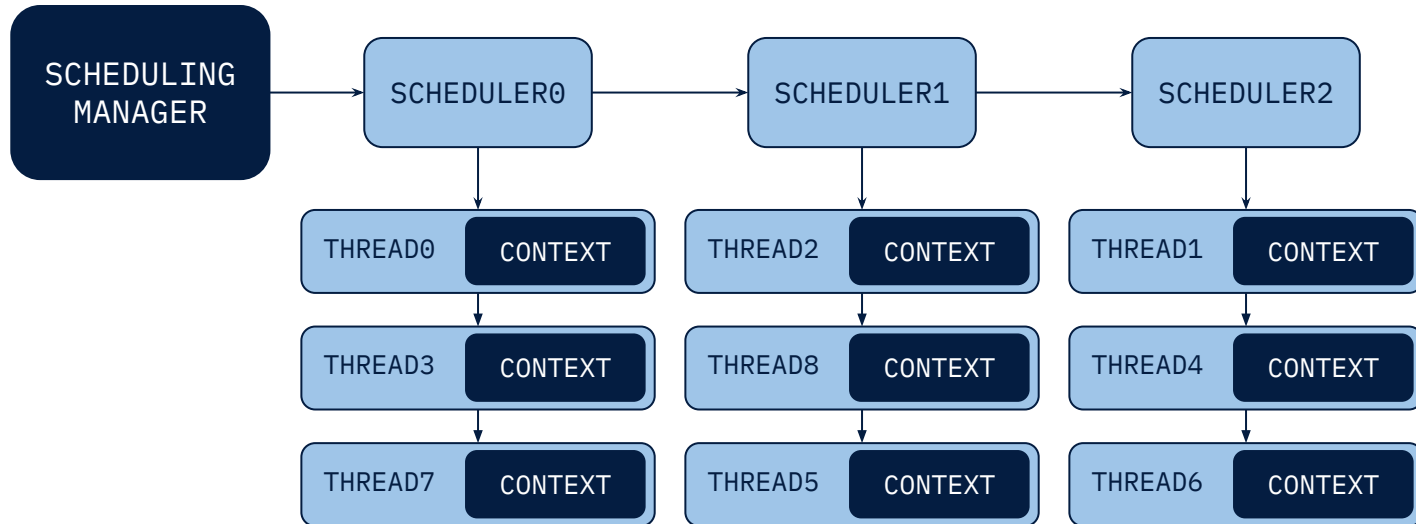 SCHEDULING
MANAGER
SCHEDULER0
SCHEDULER1
SCHEDULER2
THREAD0 CONTEXT
THREAD2 CONTEXT
THREAD1 CONTEXT
THREAD3 CONTEXT
THREAD8 CONTEXT
THREAD4 CONTEXT
THREAD7 CONTEXT
THREAD5 CONTEXT
THREAD6 CONTEXT